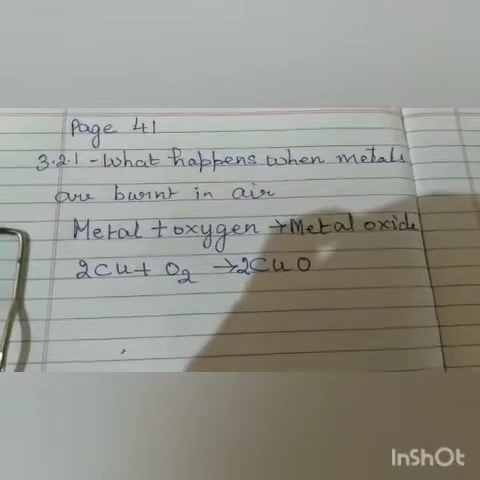 Page 41
3.2.1 - What happens when metals
are burnt in air
Metal + oxygen → Metal oxide
2Cu + O2 → 2CuO
InShOt